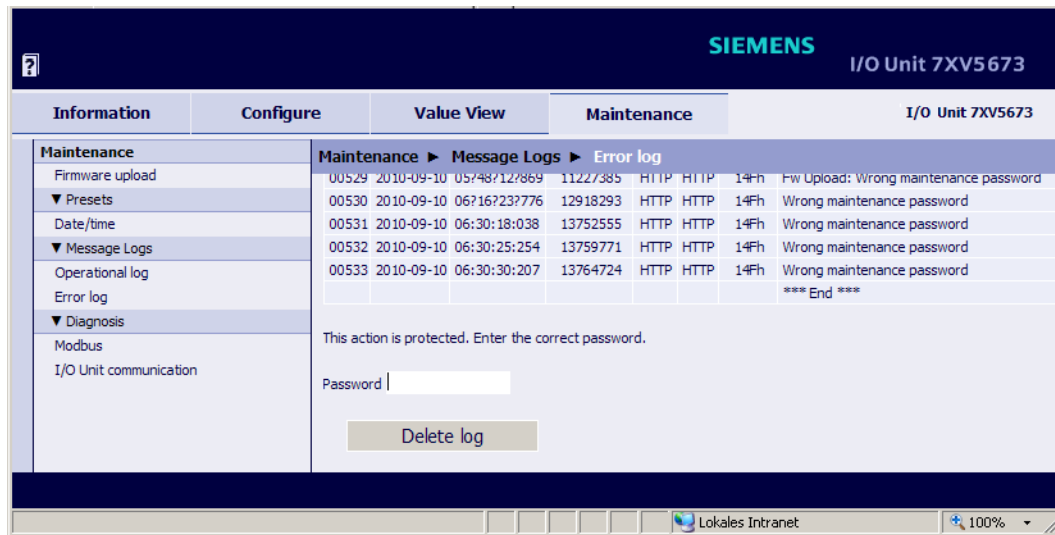 SIEMENS
I/O Unit 7XV5673
Information Configure Value View Maintenance I/O Unit 7XV5673
Maintenance
Firmware upload
▼ Presets
Date/time
▼ Message Logs
Operational log
Error log
▼ Diagnosis
Modbus
I/O Unit communication
Maintenance ► Message Logs ► Error log
00529 2010-09-10 05?48?12?869 11227385 HTTP HTTP 14Fh Fw Upload: Wrong maintenance password
00530 2010-09-10 06?16?23?776 12918293 HTTP HTTP 14Fh Wrong maintenance password
00531 2010-09-10 06:30:18:038 13752555 HTTP HTTP 14Fh Wrong maintenance password
00532 2010-09-10 06:30:25:254 13759771 HTTP HTTP 14Fh Wrong maintenance password
00533 2010-09-10 06:30:30:207 13764724 HTTP HTTP 14Fh Wrong maintenance password
*** End ***
This action is protected. Enter the correct password.
Password
Delete log
Lokales Intranet 100%